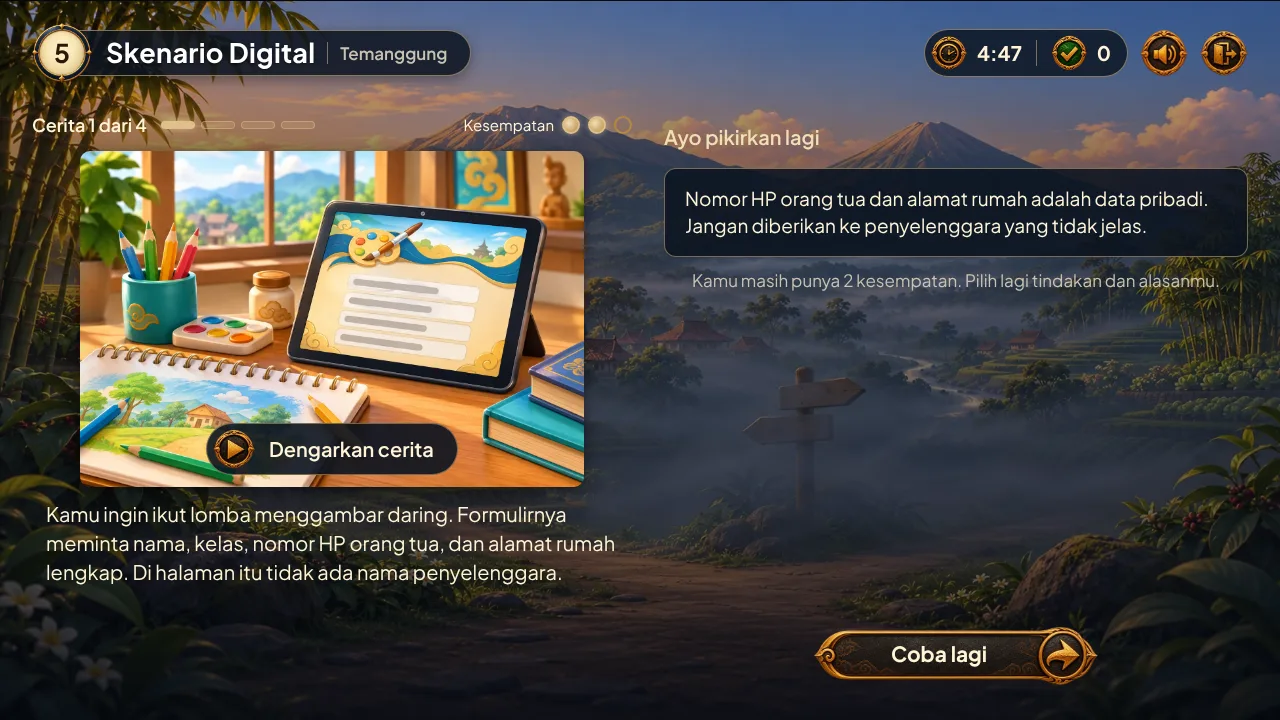 5
Skenario Digital
Temanggung
4:47
0
Cerita 1 dari 4
Kesempatan
Dengarkan cerita
Kamu ingin ikut lomba menggambar daring. Formulirnya
meminta nama, kelas, nomor HP orang tua, dan alamat rumah
lengkap. Di halaman itu tidak ada nama penyelenggara.
Ayo pikirkan lagi
Nomor HP orang tua dan alamat rumah adalah data pribadi.
Jangan diberikan ke penyelenggara yang tidak jelas.
Kamu masih punya 2 kesempatan. Pilih lagi tindakan dan alasanmu.
Coba lagi